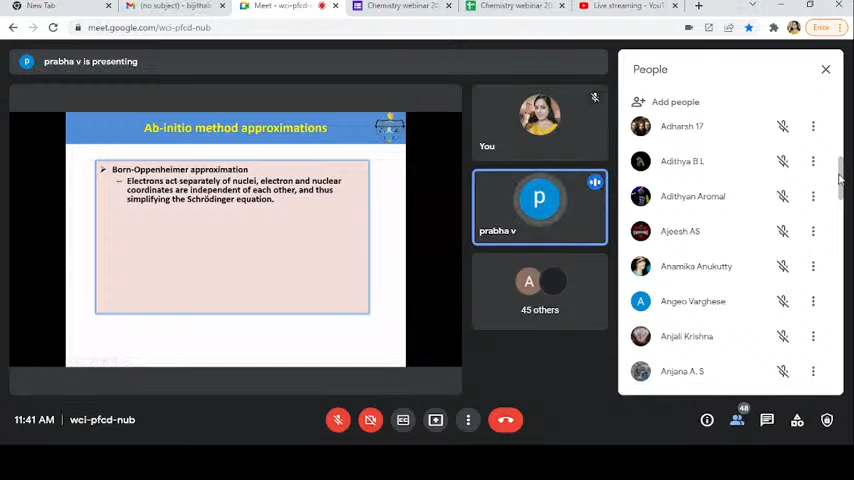 New Tab
(no subject) - bijithal
Meet - wci-pfcd-
Chemistry webinar 20
Chemistry webinar 20
Live streaming - YouT
meet.google.com/wci-pfcd-nub
Error
p prabha v is presenting
Ab-initio method approximations
A
Born-Oppenheimer approximation
– Electrons act separately of nuclei, electron and nuclear
coordinates are independent of each other, and thus
simplifying the Schrödinger equation.
You
p
prabha v
A
45 others
People
Add people
Adharsh 17
Adithya B L
Adithyan Aromal
Ajeesh AS
Anamika Anukutty
A Angeo Varghese
Anjali Krishna
Anjana A. S
11:41 AM | wci-pfcd-nub
CC
48